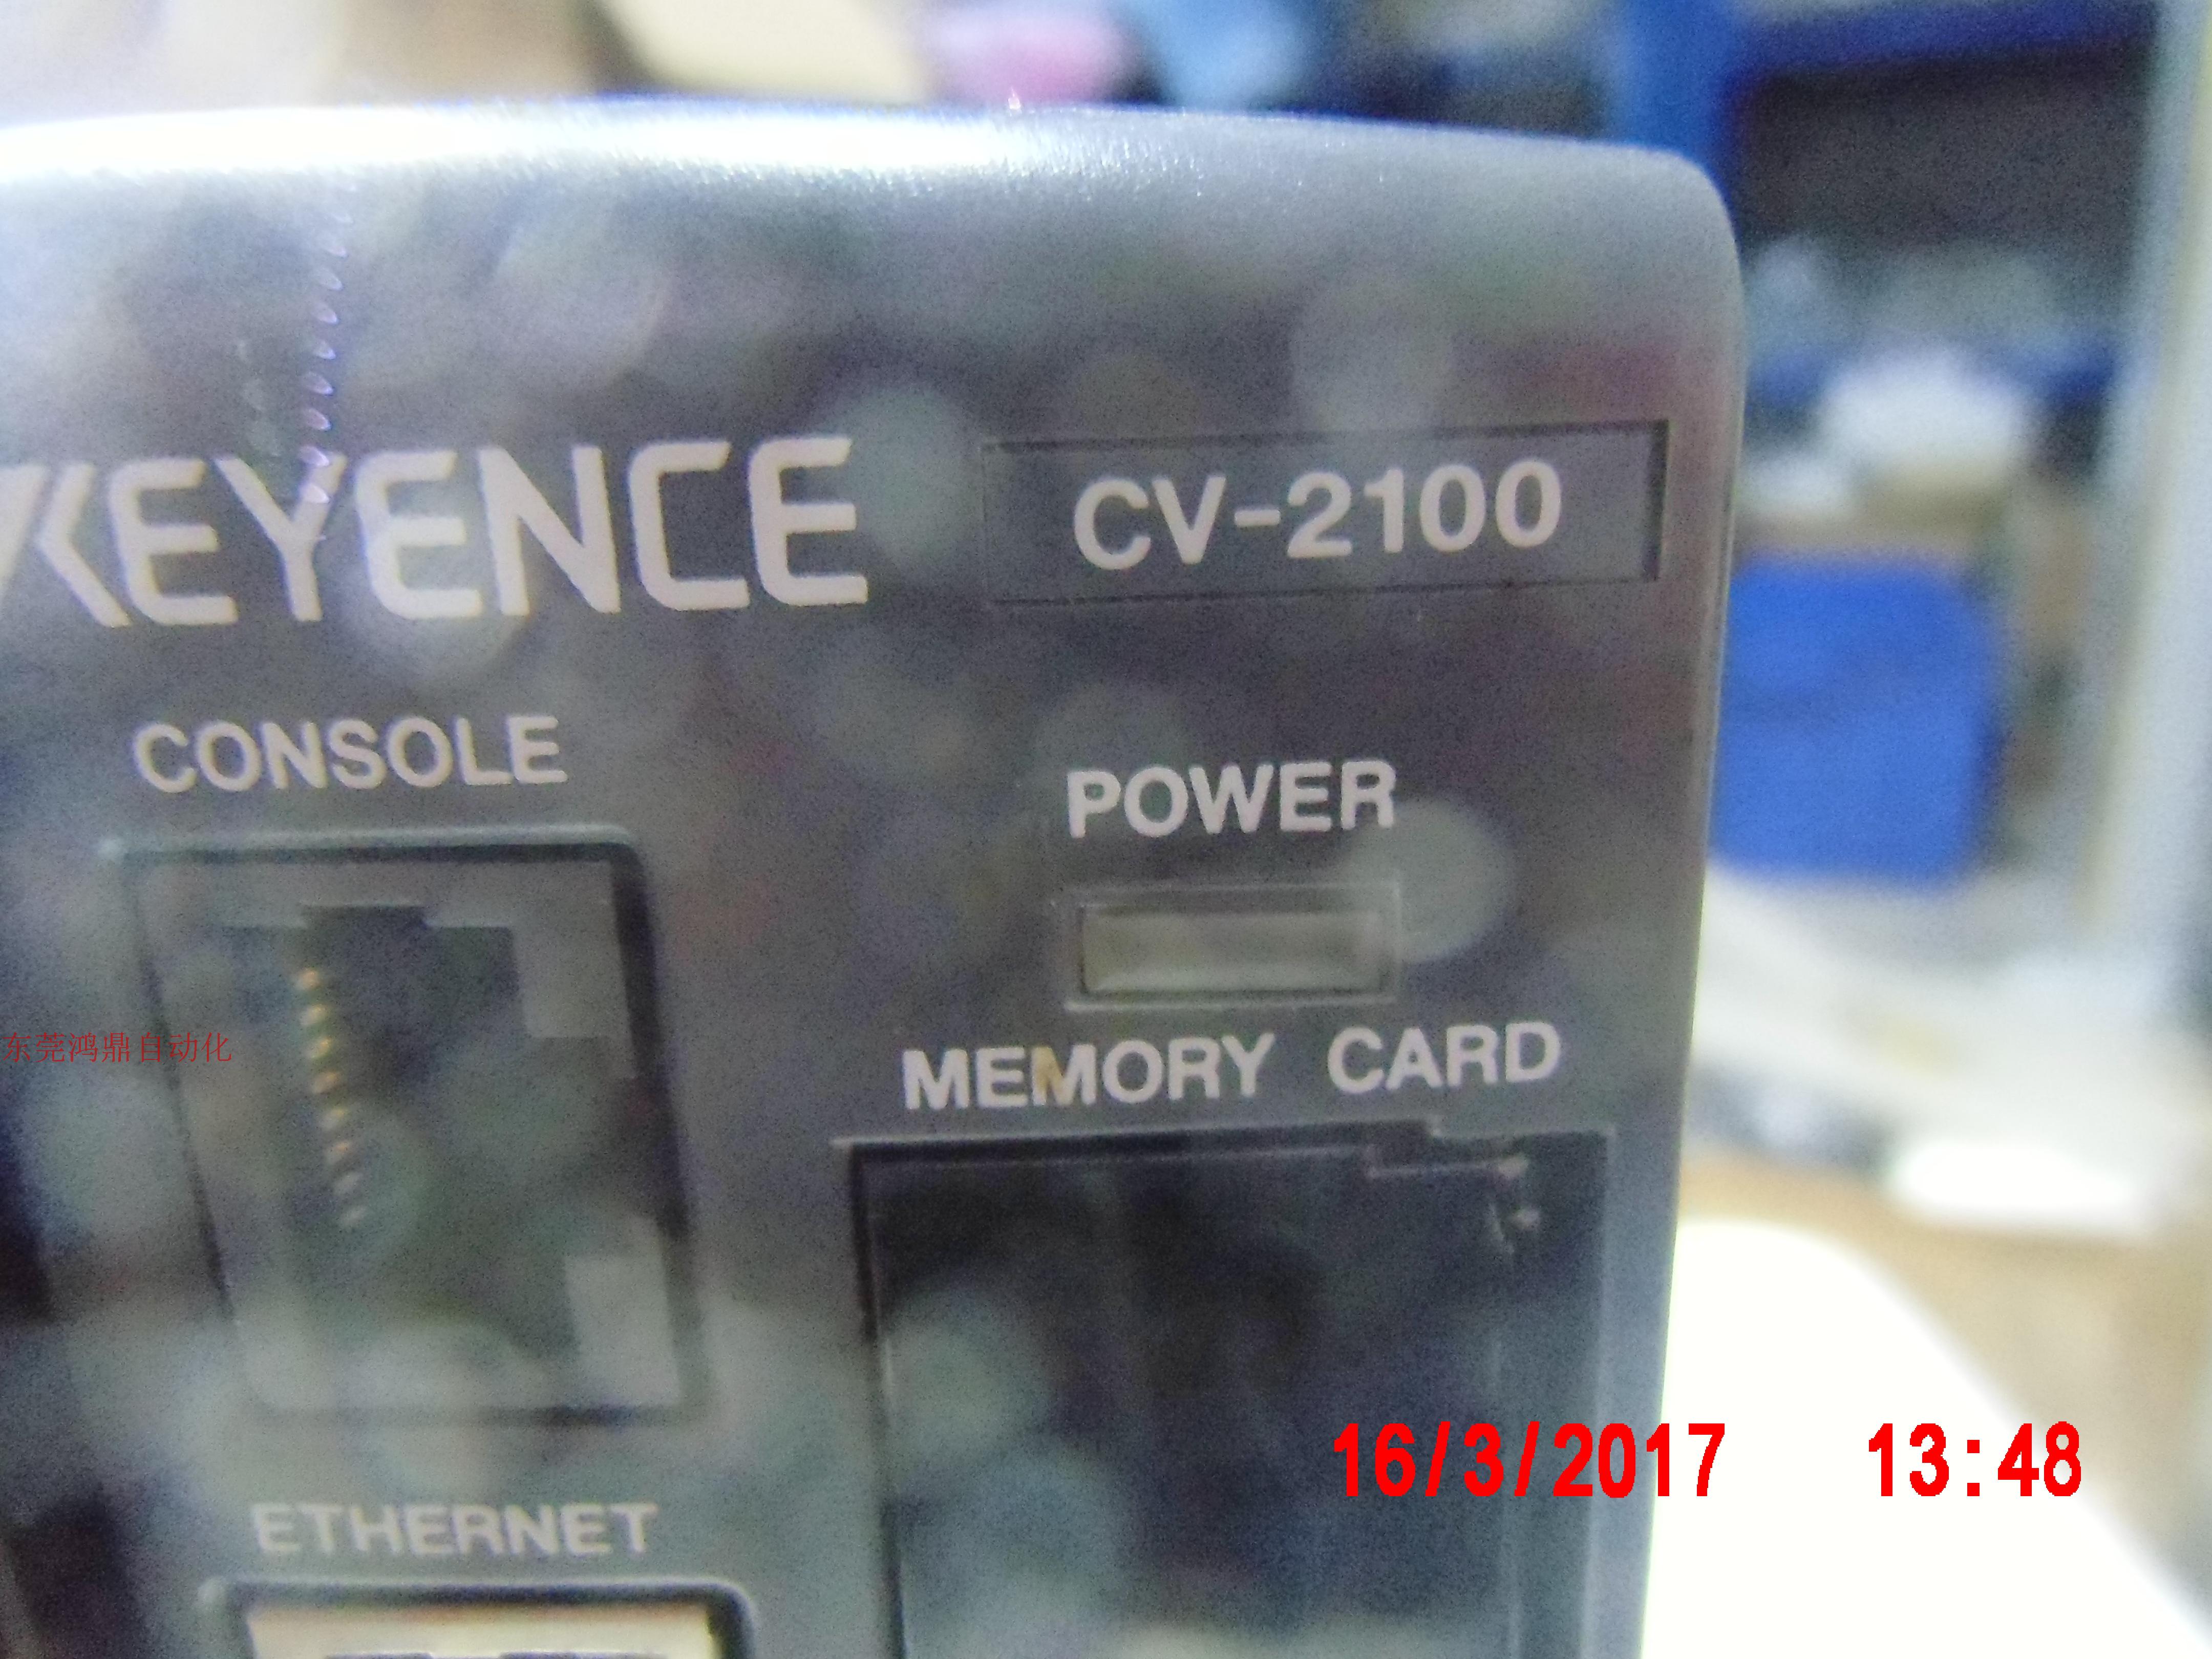 KEYENCE CV-2100
CONSOLE
POWER
MEMORY CARD
东莞鸿鼎自动化
ETHERNET
16/3/2017 13:48